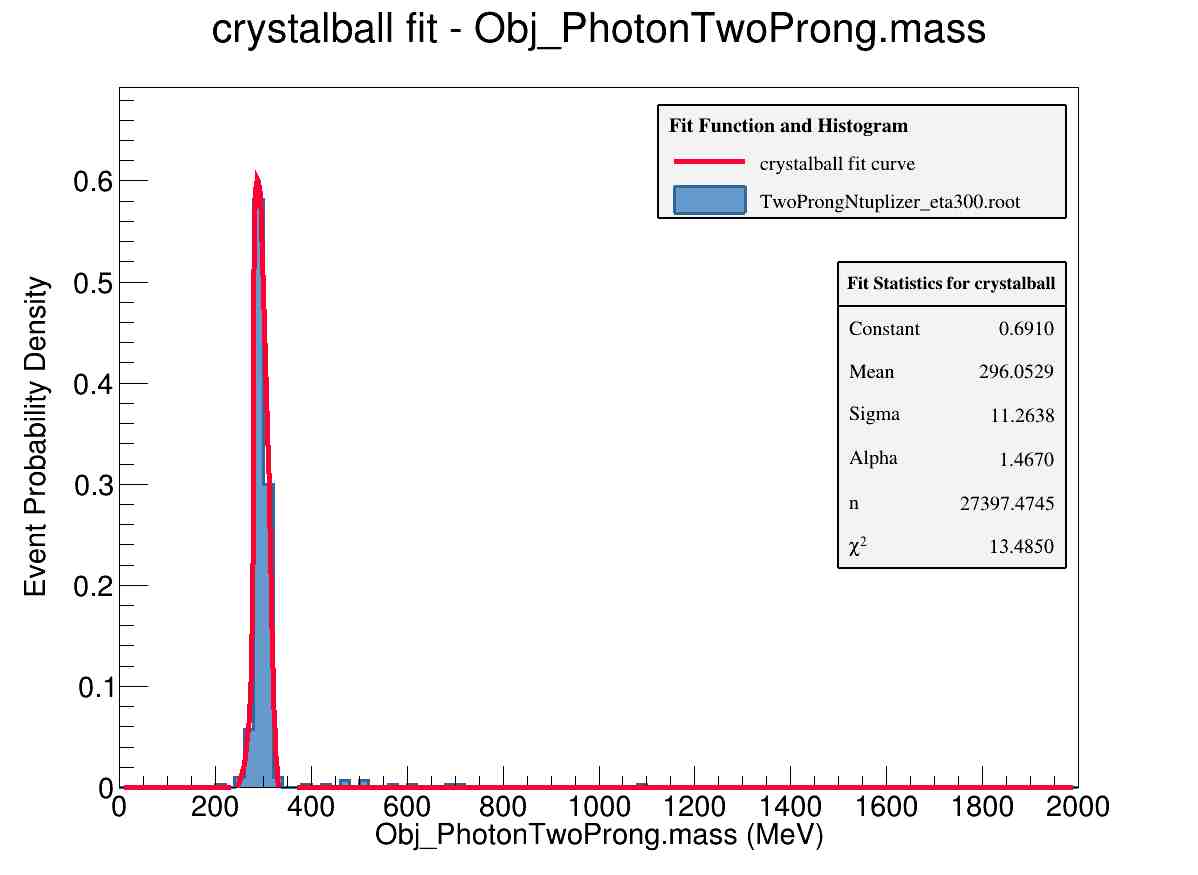 crystalball fit - Obj_PhotonTwoProng.mass
Fit Function and Histogram
crystalball fit curve
TwoProngNtuplizer_eta300.root
Fit Statistics for crystalball
Constant 0.6910
Mean 296.0529
Sigma 11.2638
Alpha 1.4670
n 27397.4745
χ² 13.4850
Event Probability Density
0.6
0.5
0.4
0.3
0.2
0.1
0
0 200 400 600 800 1000 1200 1400 1600 1800 2000
Obj_PhotonTwoProng.mass (MeV)